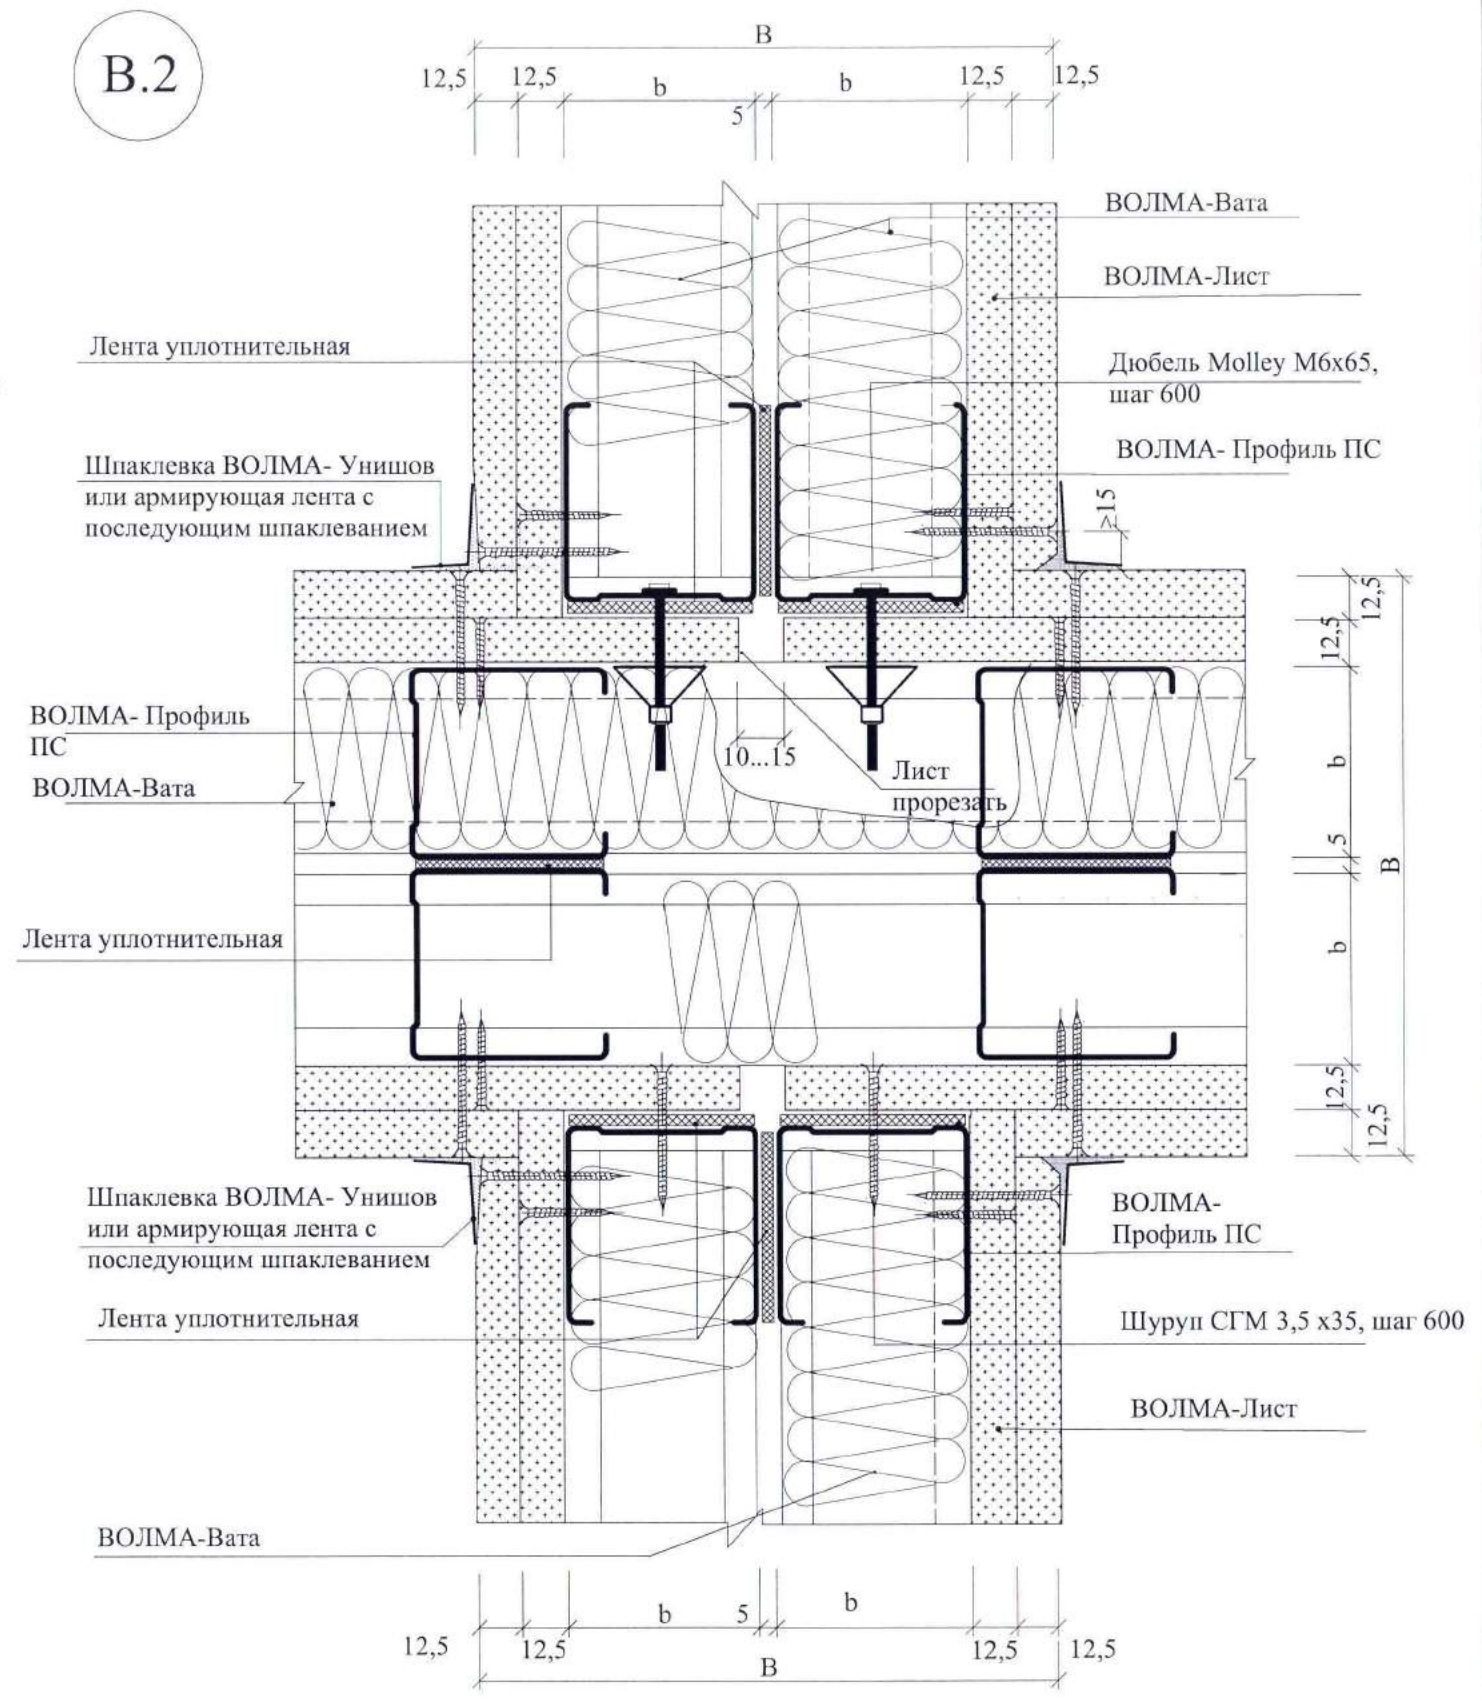 В.2
В
12,5
12,5
b
b
12,5
12,5
5
ВОЛМА-Вата
ВОЛМА-Лист
Лента уплотнительная
Дюбель Molley М6х65,
шаг 600
ВОЛМА- Профиль ПС
Шпаклевка ВОЛМА- Унишов
или армирующая лента с
последующим шпаклеванием
≥15
12,5
12,5
ВОЛМА- Профиль
ПС
10...15
b
Лист
прорезать
ВОЛМА-Вата
5
В
Лента уплотнительная
b
12,5
12,5
Шпаклевка ВОЛМА- Унишов
или армирующая лента с
последующим шпаклеванием
ВОЛМА-
Профиль ПС
Лента уплотнительная
Шуруп СГМ 3,5 х35, шаг 600
ВОЛМА-Лист
ВОЛМА-Вата
b
5
b
12,5
12,5
12,5
12,5
В